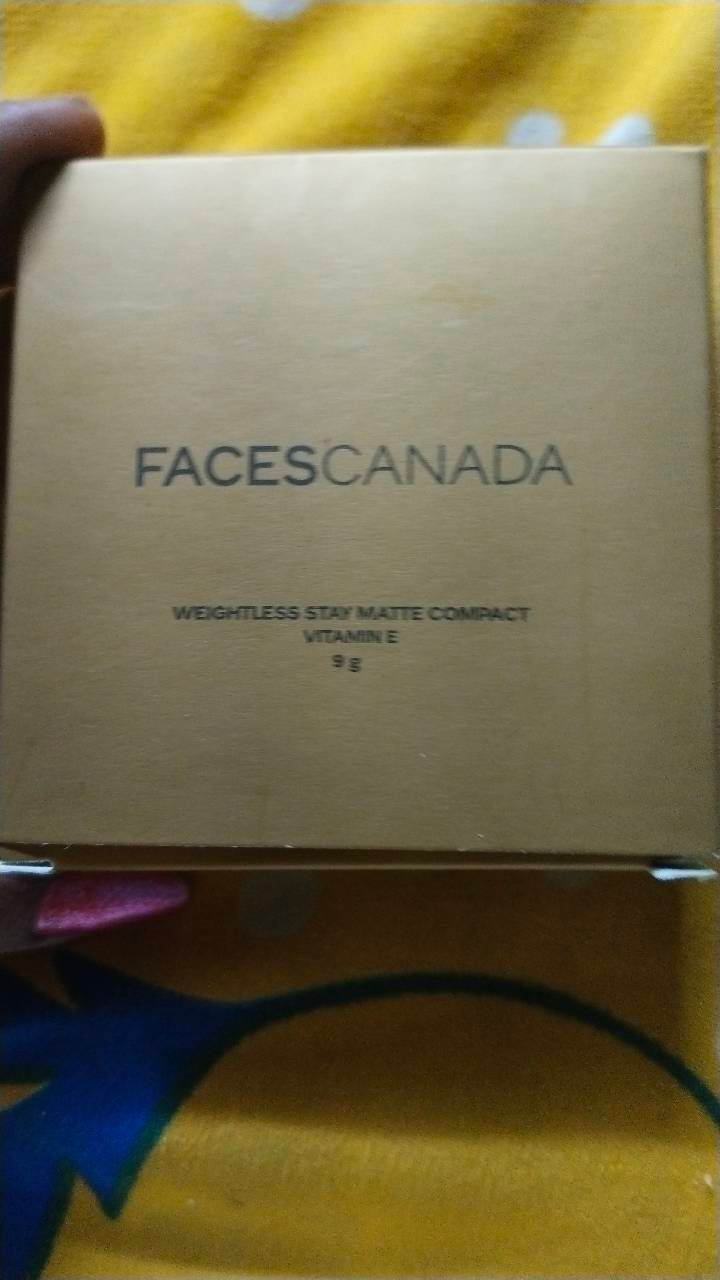 FACESCANADA
WEIGHTLESS STAY MATTE COMPACT
VITAMIN E
9 g